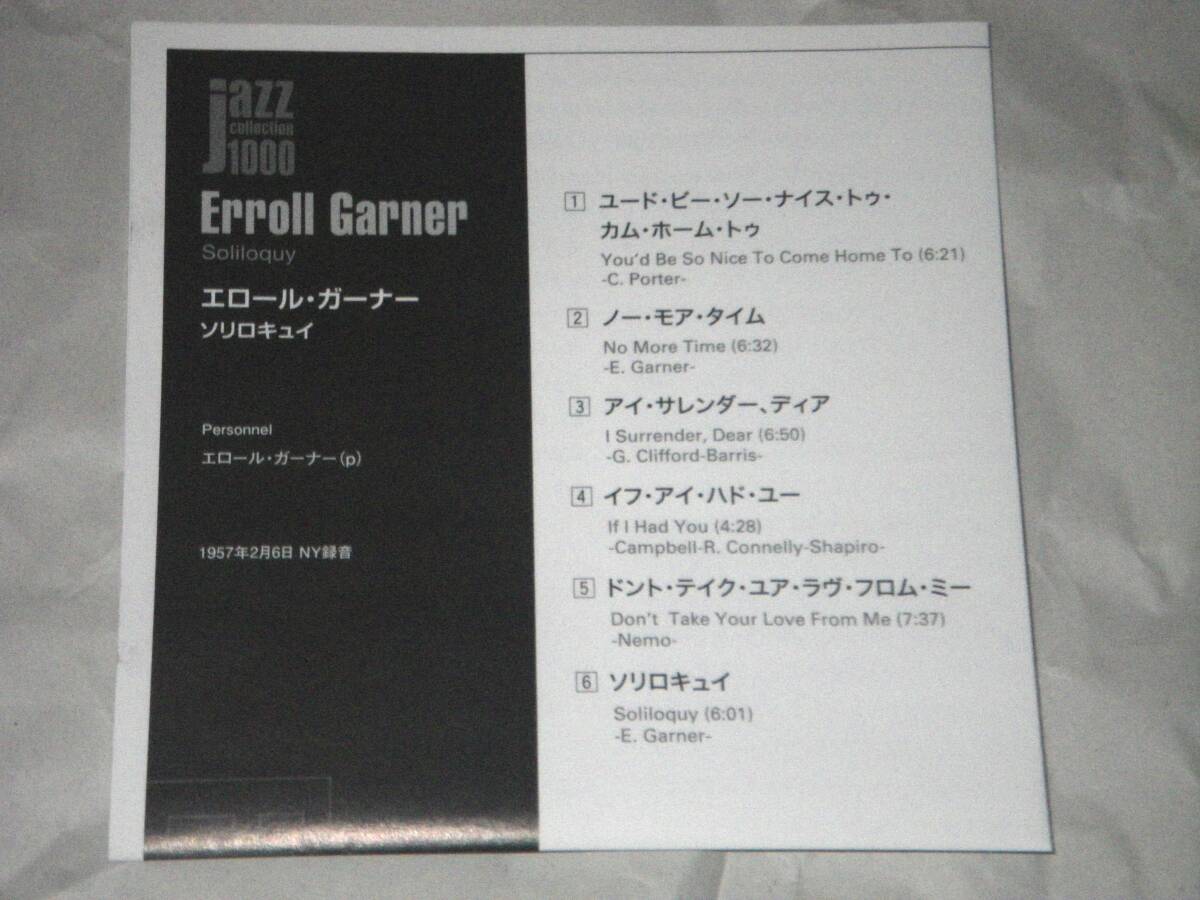 jazz
collection
1000
Erroll Garner
Soliloquy
エロール・ガーナー
ソリロキュイ
Personnel
エロール・ガーナー(p)
1957年2月6日 NY録音
1 ユード・ビー・ソー・ナイス・トゥ・
カム・ホーム・トゥ
You'd Be So Nice To Come Home To (6:21)
-C. Porter-
2 ノー・モア・タイム
No More Time (6:32)
-E. Garner-
3 アイ・サレンダー、ディア
I Surrender, Dear (6:50)
-G. Clifford-Barris-
4 イフ・アイ・ハド・ユー
If I Had You (4:28)
-Campbell-R. Connelly-Shapiro-
5 ドント・テイク・ユア・ラヴ・フロム・ミー
Don't Take Your Love From Me (7:37)
-Nemo-
6 ソリロキュイ
Soliloquy (6:01)
-E. Garner-